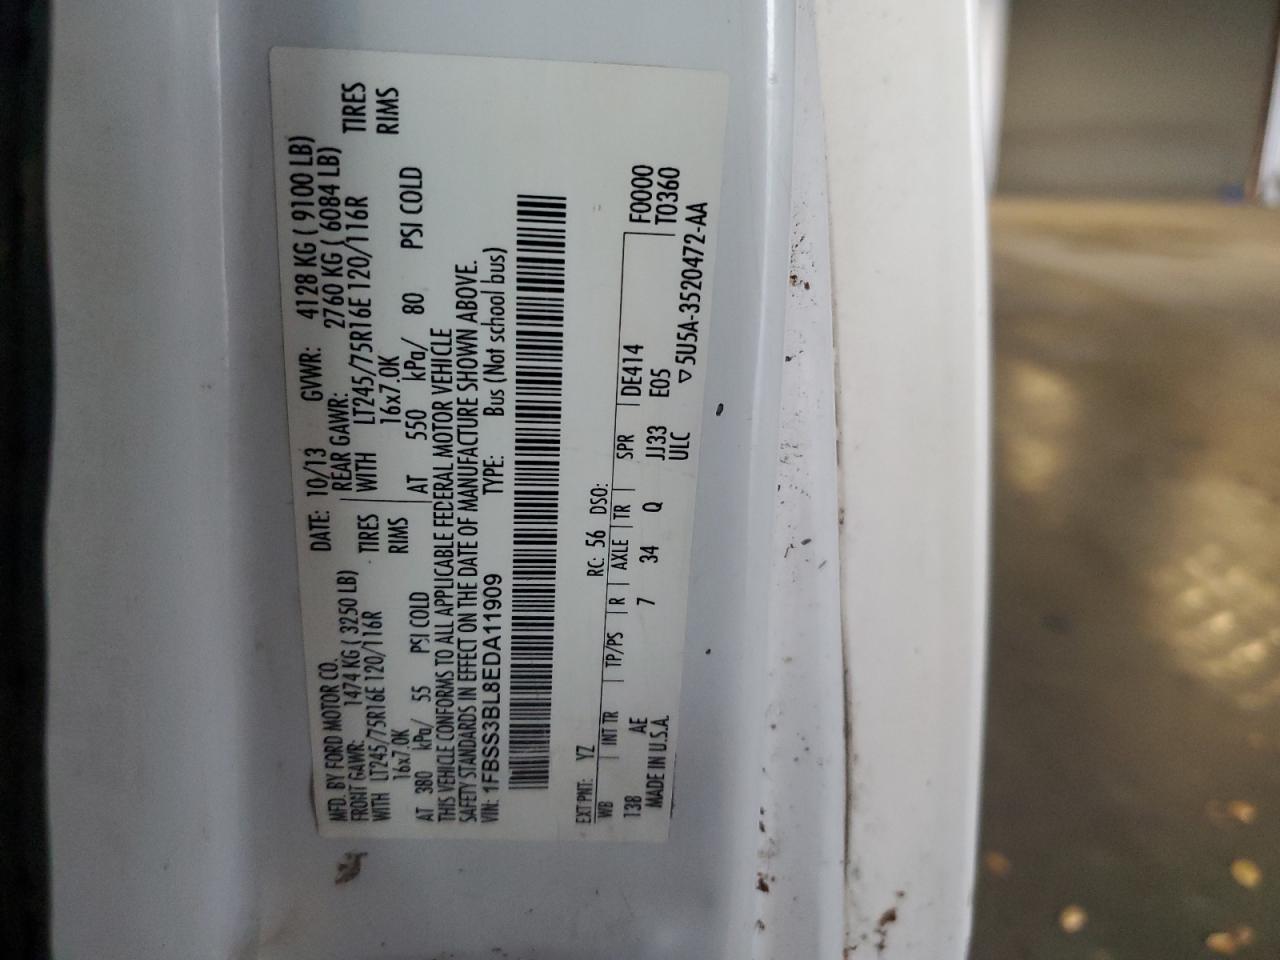 MFD. BY FORD MOTOR CO.
DATE: 10/13 GVWR: 4128 KG ( 9100 LB)
FRONT GAWR: 1474 KG ( 3250 LB) REAR GAWR: 2760 KG ( 6084 LB)
WITH LT245/75R16E 120/116R TIRES WITH LT245/75R16E 120/116R TIRES
16x7.0K RIMS 16x7.0K RIMS
AT 380 kPa/ 55 PSI COLD AT 550 kPa/ 80 PSI COLD
THIS VEHICLE CONFORMS TO ALL APPLICABLE FEDERAL MOTOR VEHICLE
SAFETY STANDARDS IN EFFECT ON THE DATE OF MANUFACTURE SHOWN ABOVE.
VIN: 1FBSS3BL8EDA11909 TYPE: Bus (Not school bus)
EXT PNT: YZ RC: 56 DSO:
WB INT TR TP/PS R AXLE TR SPR DE414 F0000
138 AE 7 34 Q JJ33 E05 T0360
MADE IN U.S.A. ULC ▽5U5A-3520472-AA